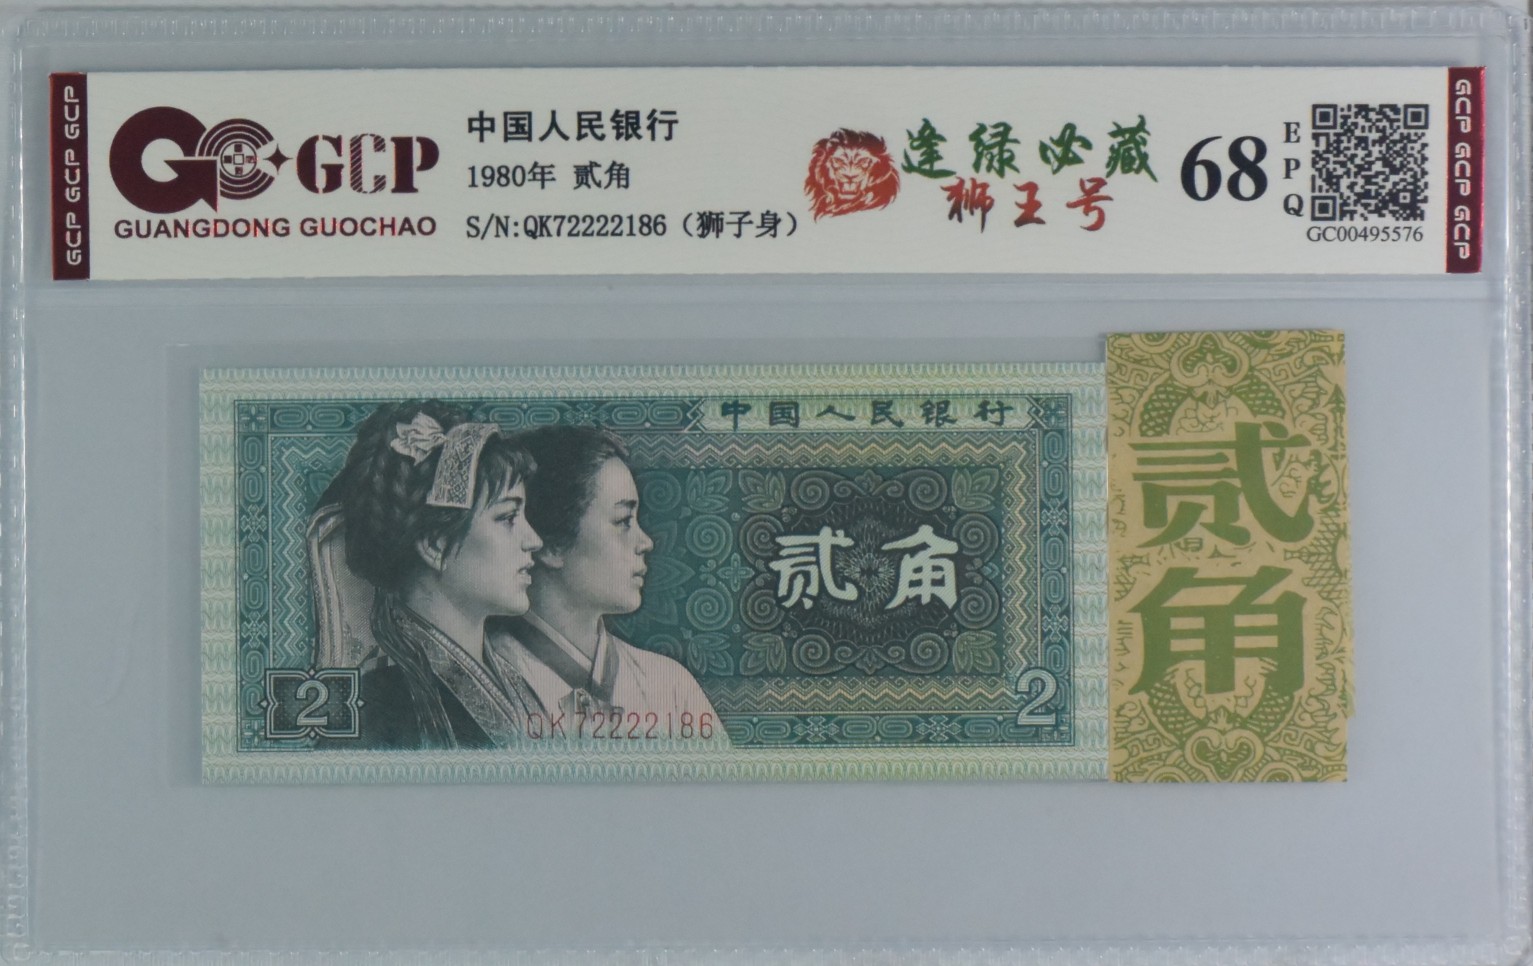 GCP GCP GCP
GCP
GUANGDONG GUOCHAO
中国人民银行
1980年 贰角
S/N:QK72222186（狮子身）
逢绿必藏
狮王号
68
EPQ
GC00495576
GCP GCP GCP
中国人民银行
贰角
2
2
QK72222186
贰角